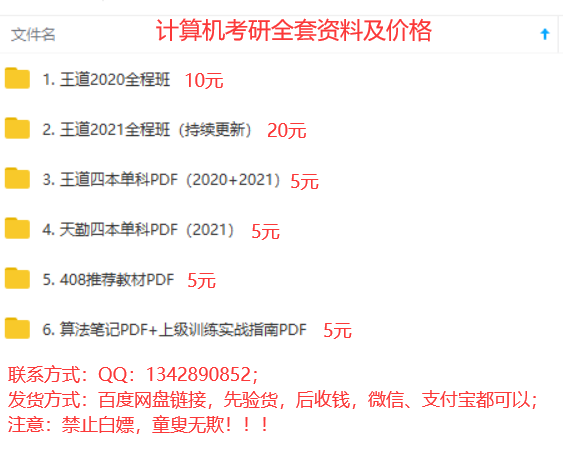 计算机考研全套资料及价格
文件名
1. 王道2020全程班 10元
2. 王道2021全程班（持续更新） 20元
3. 王道四本单科PDF（2020+2021） 5元
4. 天勤四本单科PDF（2021） 5元
5. 408推荐教材PDF 5元
6. 算法笔记PDF+上级训练实战指南PDF 5元
联系方式：QQ：1342890852；
发货方式：百度网盘链接，先验货，后收钱，微信、支付宝都可以；
注意：禁止白嫖，童叟无欺！！！